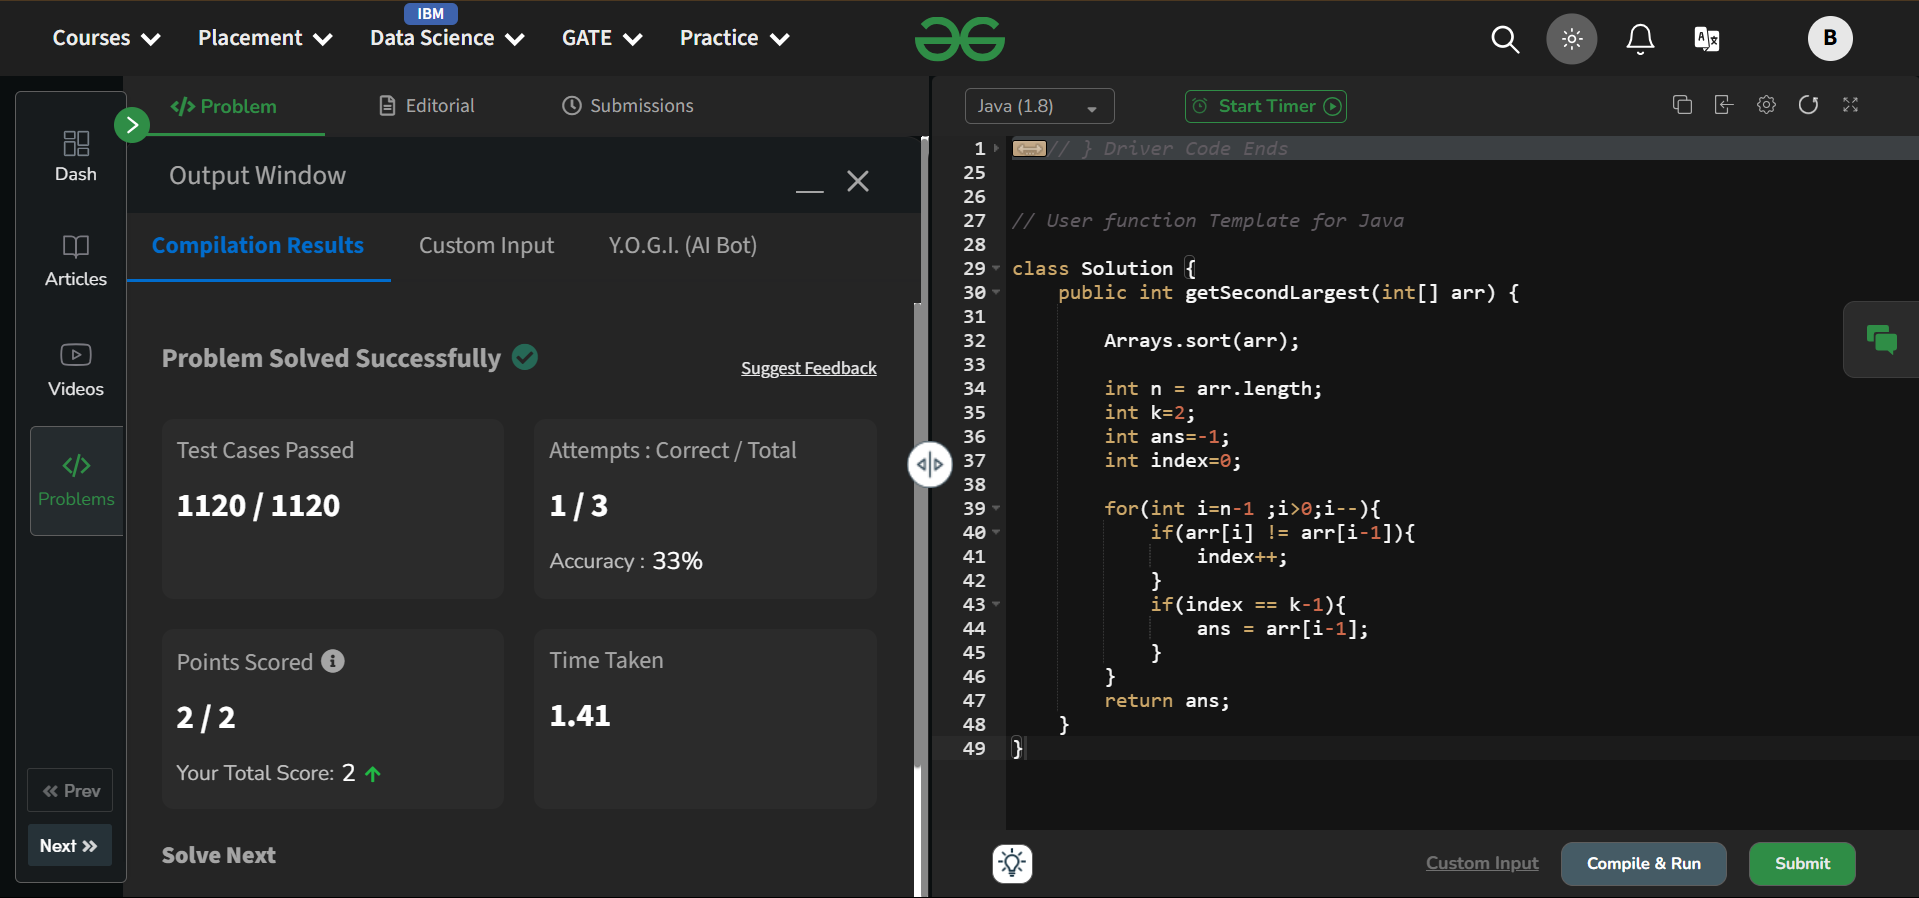 IBM
Courses Placement Data Science GATE Practice
B
Dash
Articles
Videos
Problems
Prev
Next
Problem Editorial Submissions
Output Window
Compilation Results Custom Input Y.O.G.I. (AI Bot)
Problem Solved Successfully
Suggest Feedback
Test Cases Passed
1120 / 1120
Attempts : Correct / Total
1 / 3
Accuracy : 33%
Points Scored
2 / 2
Your Total Score: 2
Time Taken
1.41
Solve Next
Java (1.8) Start Timer
1 // } Driver Code Ends
25
26
27 // User function Template for Java
28
29 class Solution {
30     public int getSecondLargest(int[] arr) {
31
32         Arrays.sort(arr);
33
34         int n = arr.length;
35         int k=2;
36         int ans=-1;
37         int index=0;
38
39         for(int i=n-1 ;i>0;i--){
40             if(arr[i] != arr[i-1]){
41                 index++;
42             }
43             if(index == k-1){
44                 ans = arr[i-1];
45             }
46         }
47         return ans;
48     }
49 }
Custom Input Compile & Run Submit